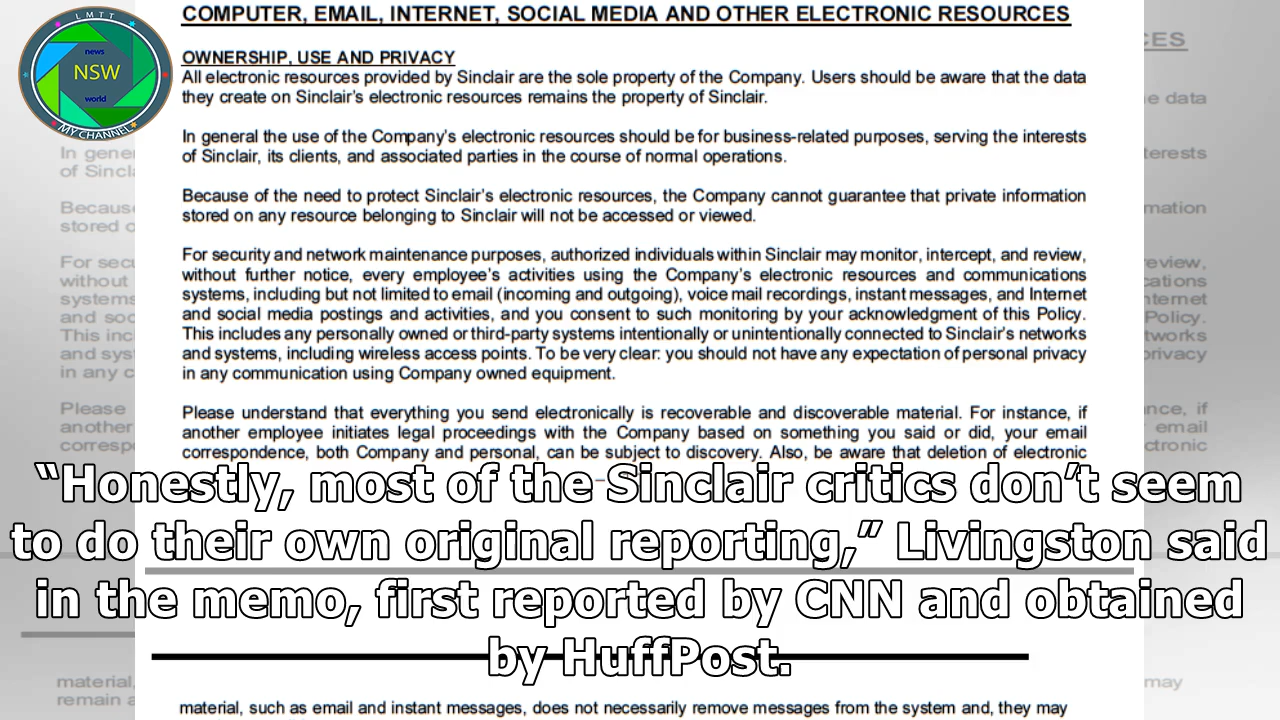 COMPUTER, EMAIL, INTERNET, SOCIAL MEDIA AND OTHER ELECTRONIC RESOURCES
LMTT
news
NSW
world
MY CHANNEL
OWNERSHIP, USE AND PRIVACY
All electronic resources provided by Sinclair are the sole property of the Company. Users should be aware that the data
they create on Sinclair's electronic resources remains the property of Sinclair.
In general the use of the Company's electronic resources should be for business-related purposes, serving the interests
of Sinclair, its clients, and associated parties in the course of normal operations.
Because of the need to protect Sinclair's electronic resources, the Company cannot guarantee that private information
stored on any resource belonging to Sinclair will not be accessed or viewed.
For security and network maintenance purposes, authorized individuals within Sinclair may monitor, intercept, and review,
without further notice, every employee's activities using the Company's electronic resources and communications
systems, including but not limited to email (incoming and outgoing), voice mail recordings, instant messages, and Internet
and social media postings and activities, and you consent to such monitoring by your acknowledgment of this Policy.
This includes any personally owned or third-party systems intentionally or unintentionally connected to Sinclair's networks
and systems, including wireless access points. To be very clear: you should not have any expectation of personal privacy
in any communication using Company owned equipment.
Please understand that everything you send electronically is recoverable and discoverable material. For instance, if
another employee initiates legal proceedings with the Company based on something you said or did, your email
correspondence, both Company and personal, can be subject to discovery. Also, be aware that deletion of electronic
“Honestly, most of the Sinclair critics don’t seem
to do their own original reporting,” Livingston said
in the memo, first reported by CNN and obtained
by HuffPost.
material, such as email and instant messages, does not necessarily remove messages from the system and, they may